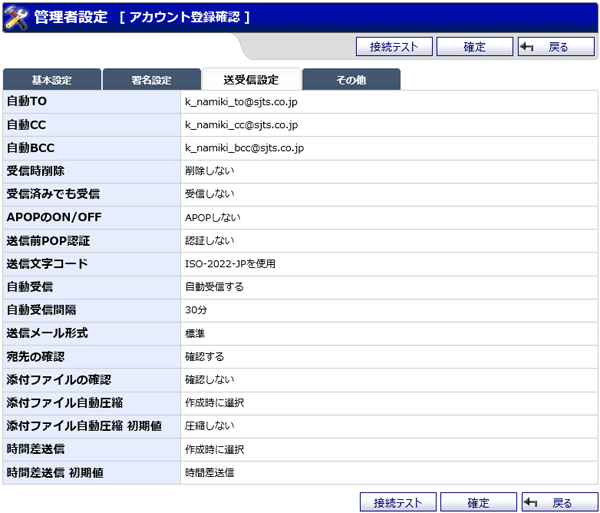 管理者設定 [ アカウント登録確認 ]
接続テスト 確定 戻る
基本設定 署名設定 送受信設定 その他
自動TO k_namiki_to@sjts.co.jp
自動CC k_namiki_cc@sjts.co.jp
自動BCC k_namiki_bcc@sjts.co.jp
受信時削除 削除しない
受信済みでも受信 受信しない
APOPのON/OFF APOPしない
送信前POP認証 認証しない
送信文字コード ISO-2022-JPを使用
自動受信 自動受信する
自動受信間隔 30分
送信メール形式 標準
宛先の確認 確認する
添付ファイルの確認 確認しない
添付ファイル自動圧縮 作成時に選択
添付ファイル自動圧縮 初期値 圧縮しない
時間差送信 作成時に選択
時間差送信 初期値 時間差送信
接続テスト 確定 戻る